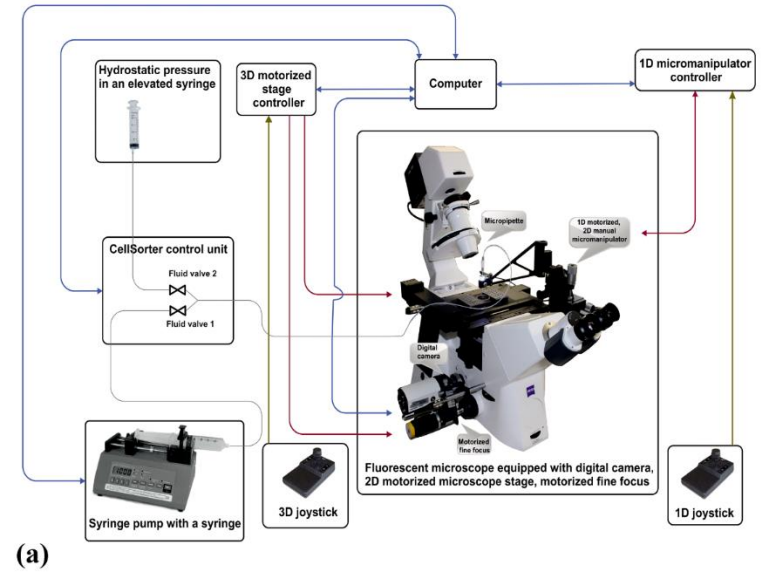 Hydrostatic pressure
in an elevated syringe
3D motorized
stage
controller
Computer
1D micromanipulator
controller
Micropipette
1D motorized,
2D manual
micromanipulator
CellSorter control unit
Fluid valve 2
Fluid valve 1
Digital
camera
Motorized
fine focus
Fluorescent microscope equipped with digital camera,
2D motorized microscope stage, motorized fine focus
Syringe pump with a syringe
3D joystick
1D joystick
(a)